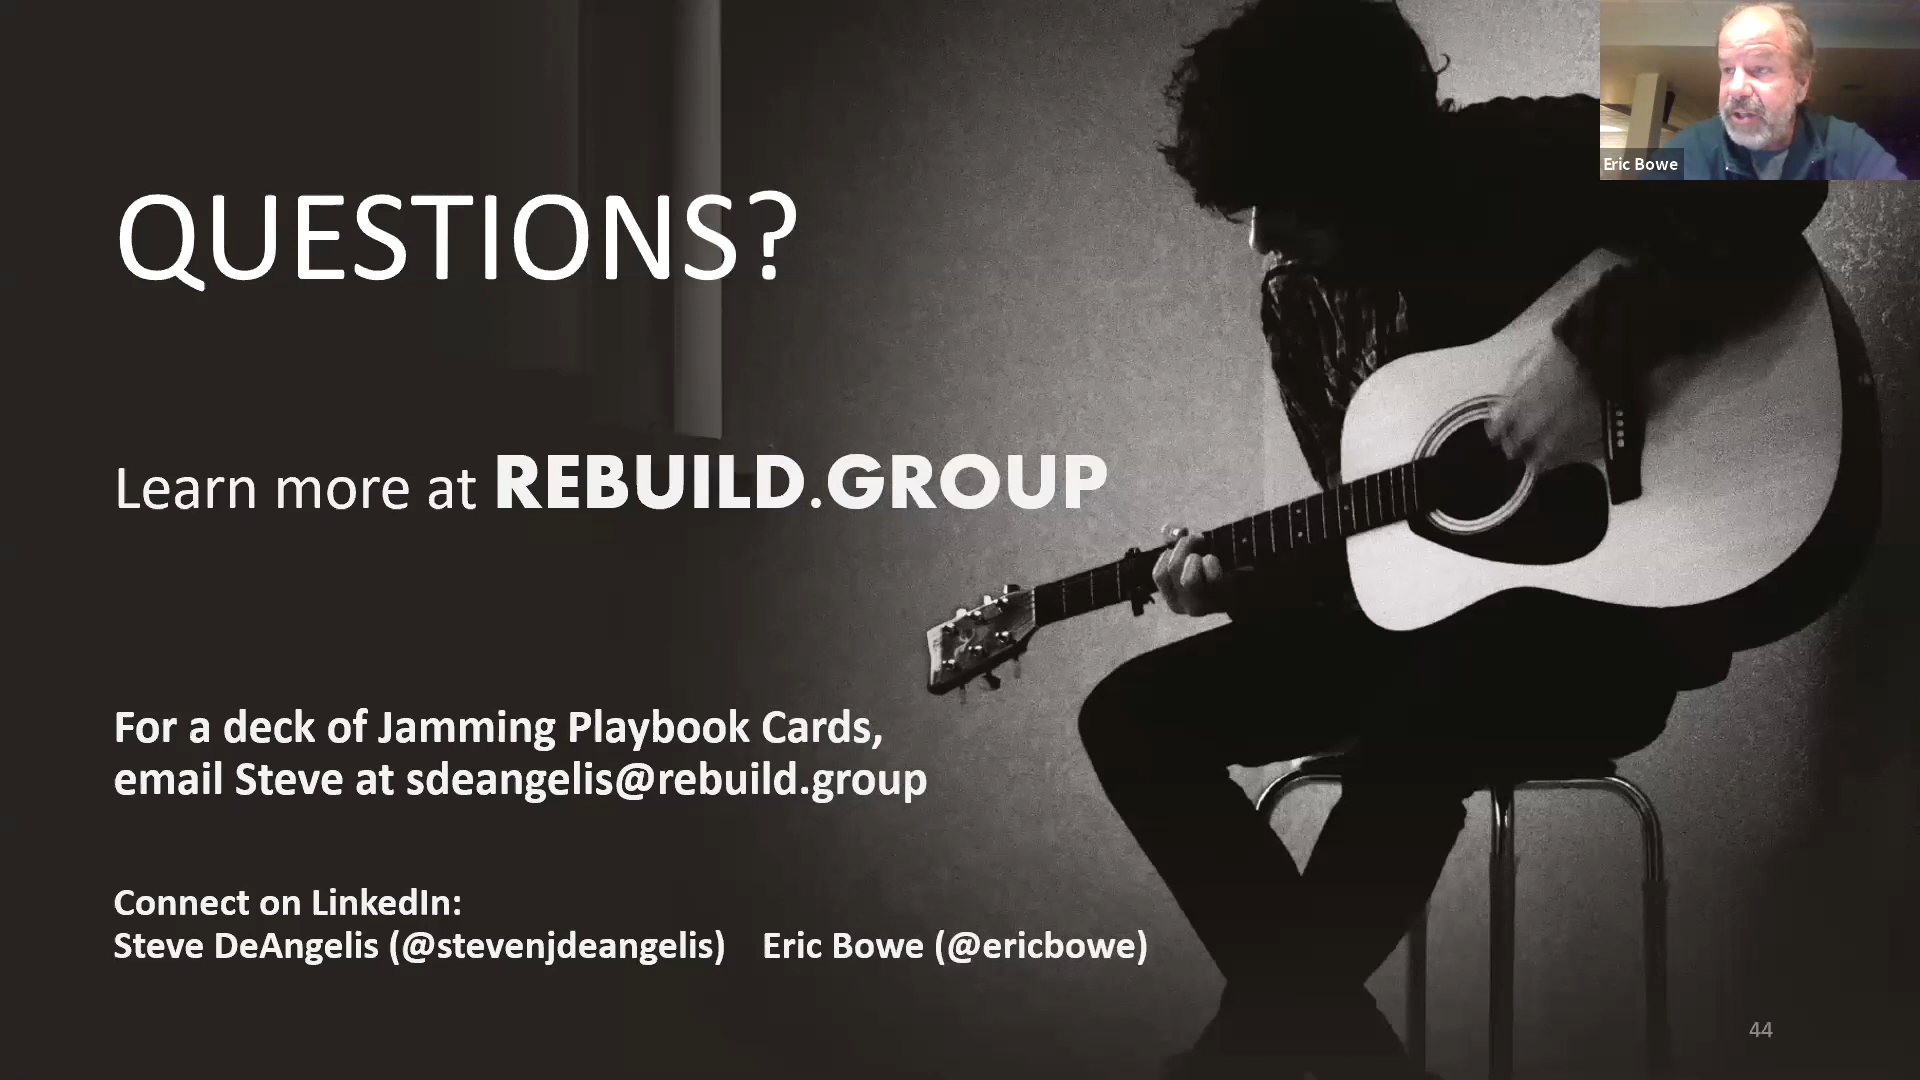 Eric Bowe
QUESTIONS?
Learn more at REBUILD.GROUP
For a deck of Jamming Playbook Cards,
email Steve at sdeangelis@rebuild.group
Connect on LinkedIn:
Steve DeAngelis (@stevenjdeangelis) Eric Bowe (@ericbowe)
44